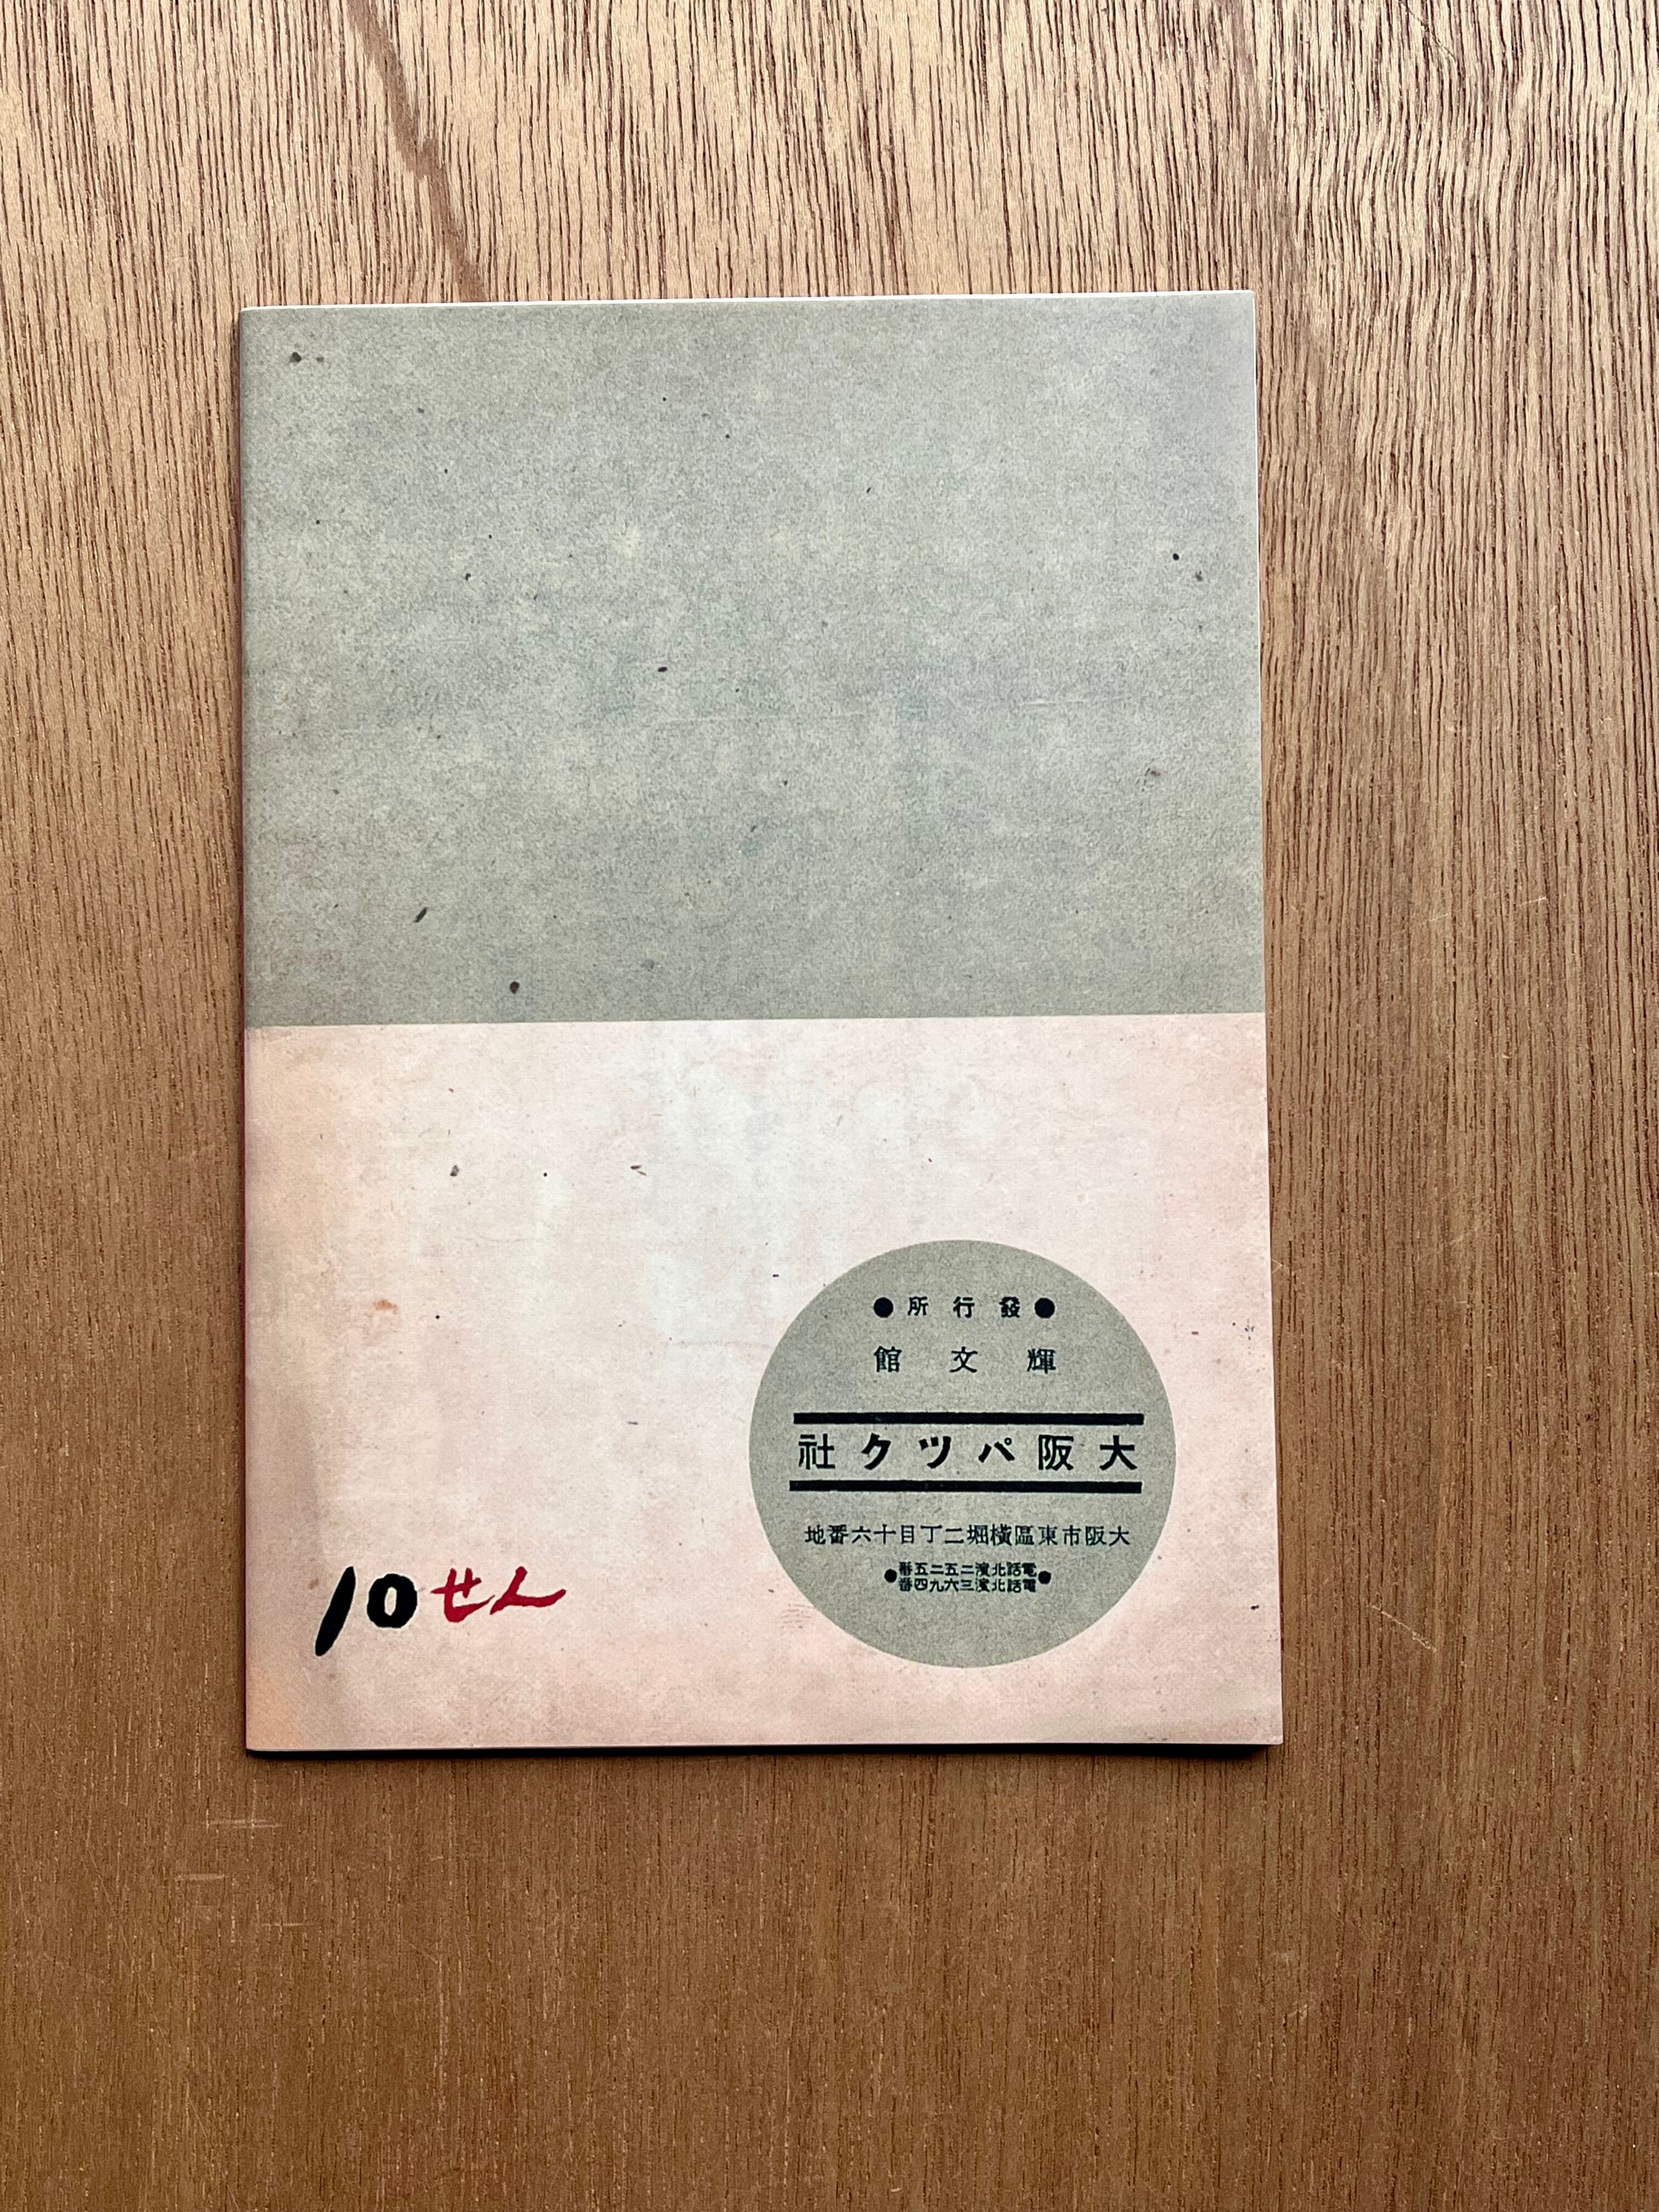 ●發行所●
輝文館
大阪パツク社
大阪市東區橫堀二丁目十六番地
●電話北濱二五二五番
電話北濱三六九四番●
10せん